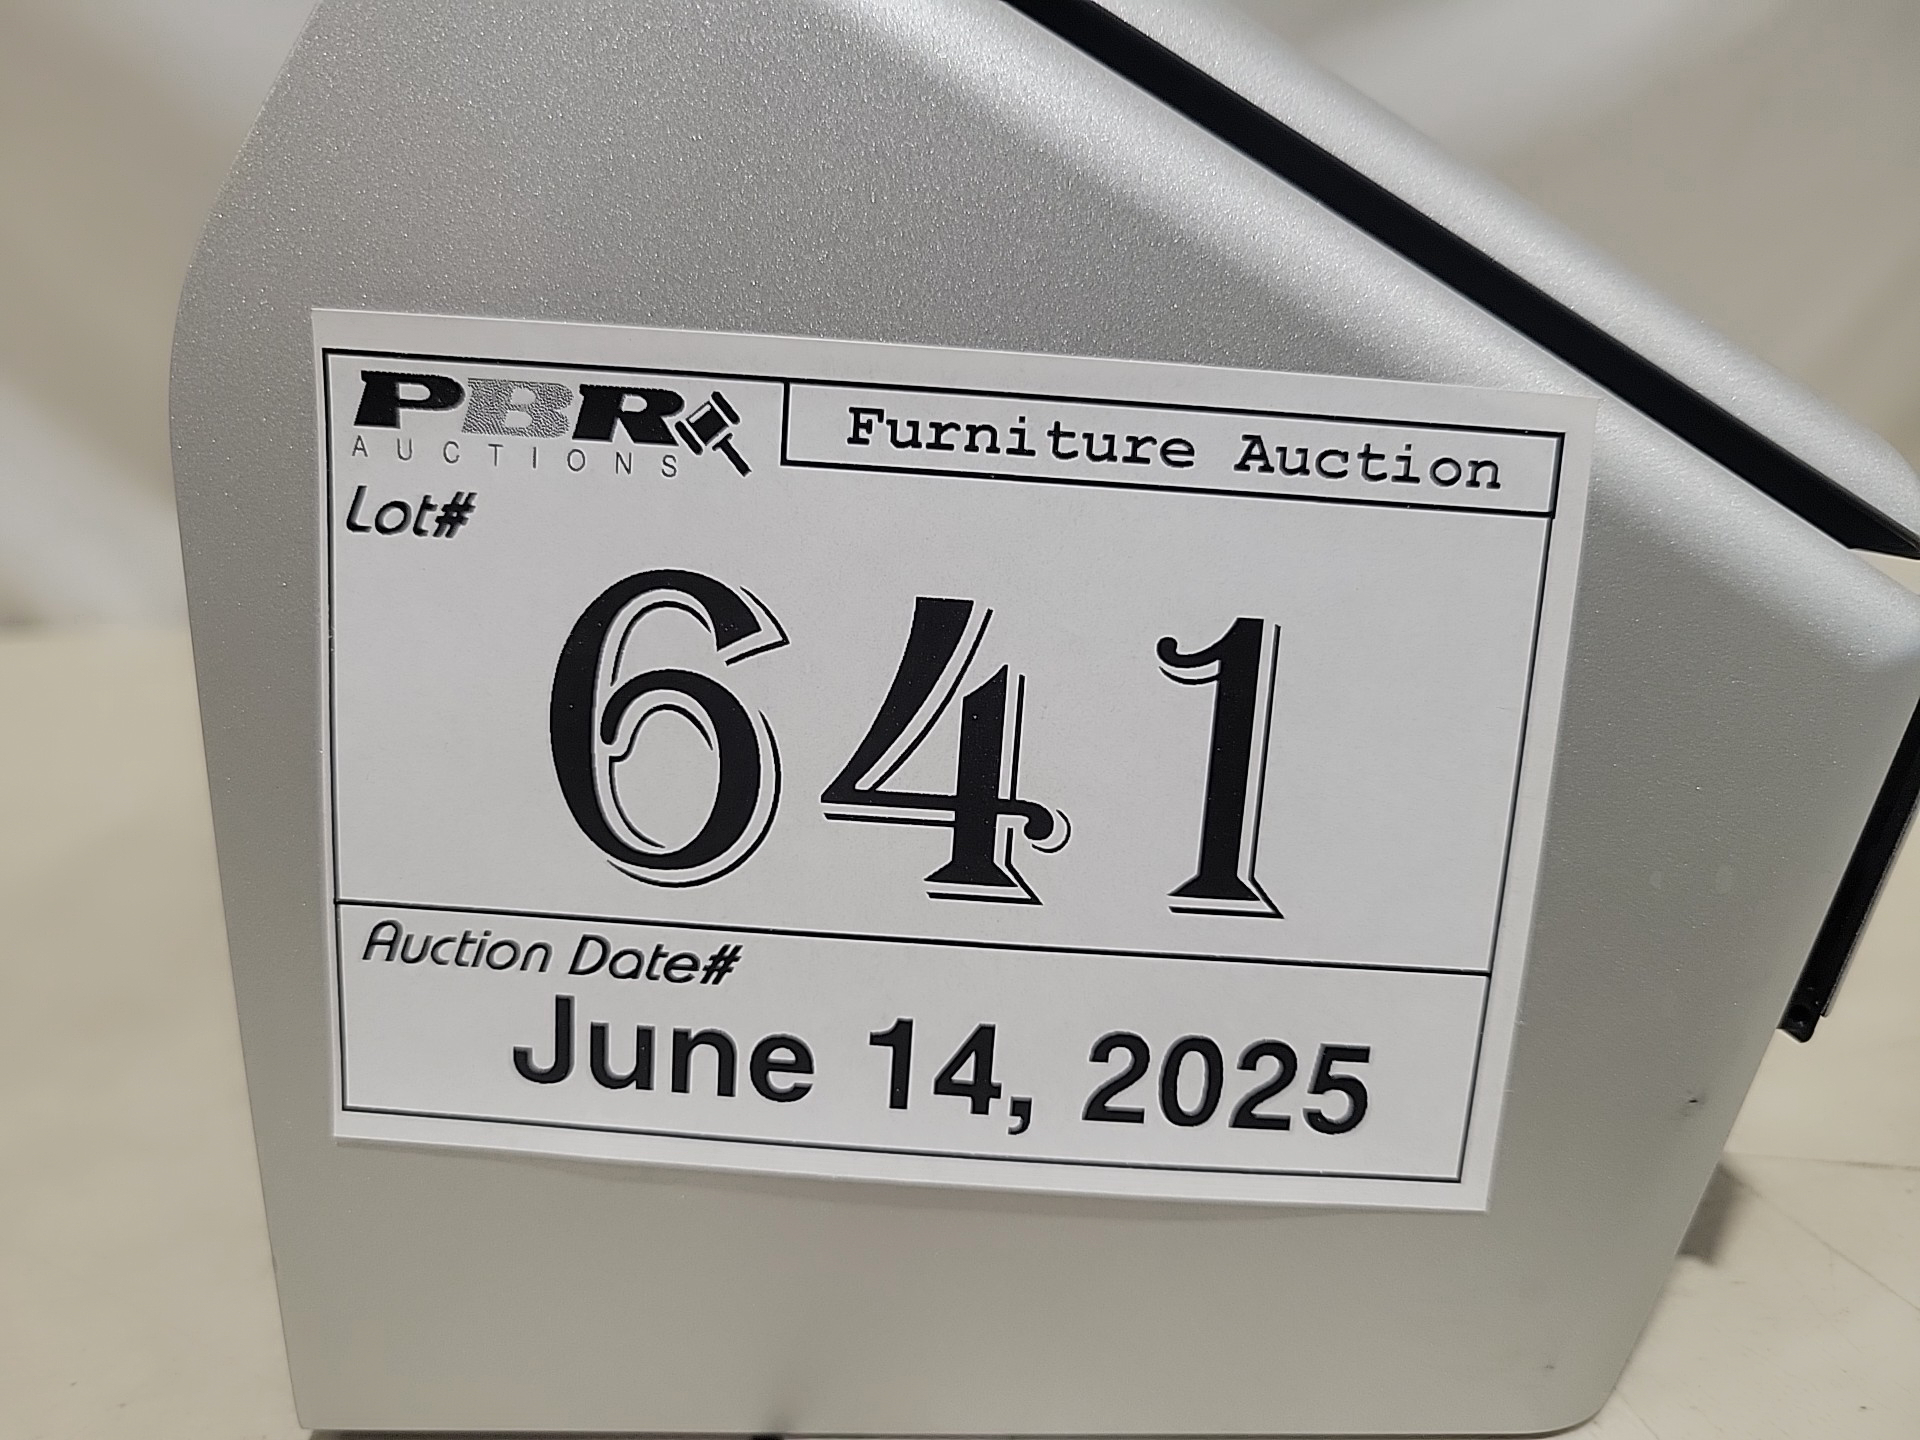 PBR
AUCTIONS
Furniture Auction
Lot#
641
Auction Date#
June 14, 2025